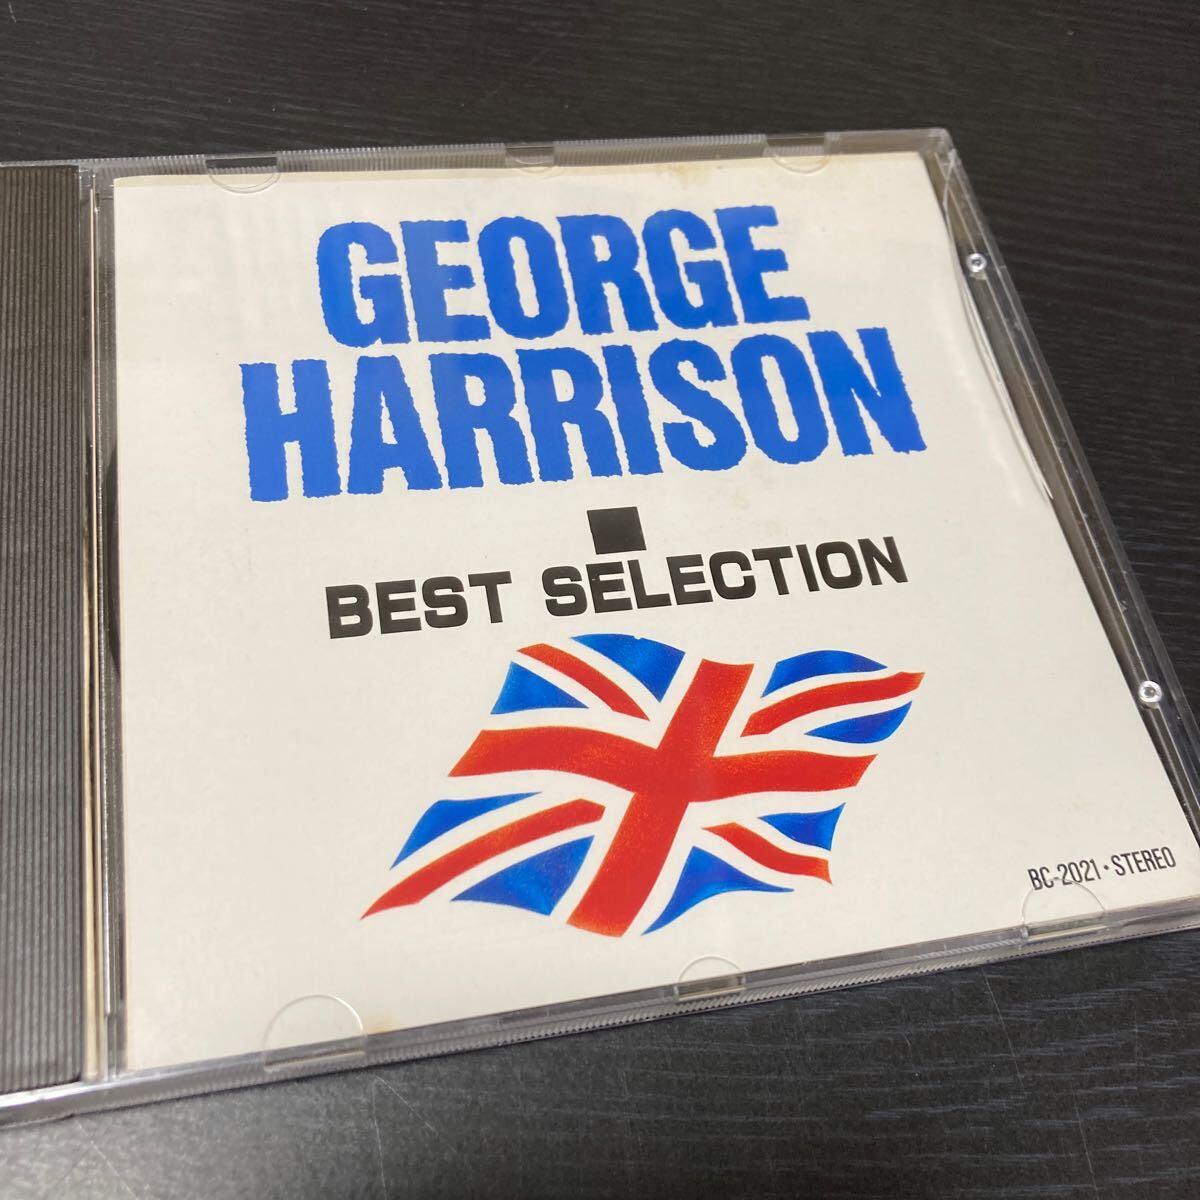 GEORGE
HARRISON
BEST SELECTION
BC-2021・STEREO